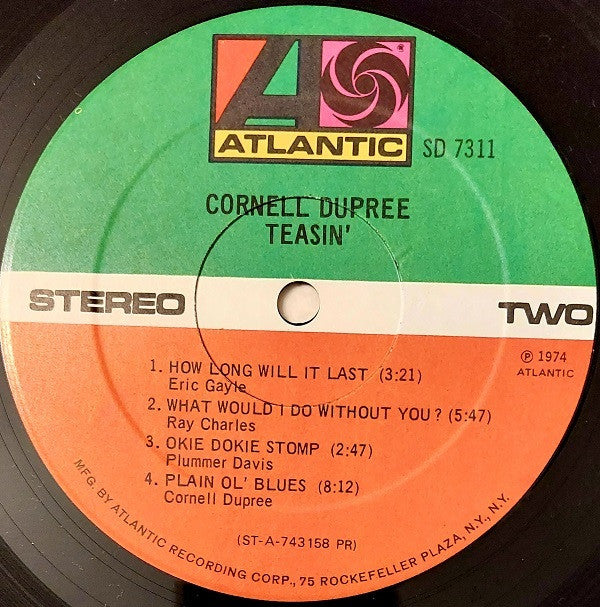 ®
ATLANTIC
SD 7311
CORNELL DUPREE
TEASIN'
STEREO
TWO
℗ 1974
ATLANTIC
1. HOW LONG WILL IT LAST (3:21)
Eric Gayle
2. WHAT WOULD I DO WITHOUT YOU? (5:47)
Ray Charles
3. OKIE DOKIE STOMP (2:47)
Plummer Davis
4. PLAIN OL' BLUES (8:12)
Cornell Dupree
(ST-A-743158 PR)
MFG. BY ATLANTIC RECORDING CORP., 75 ROCKEFELLER PLAZA, N.Y., N.Y.